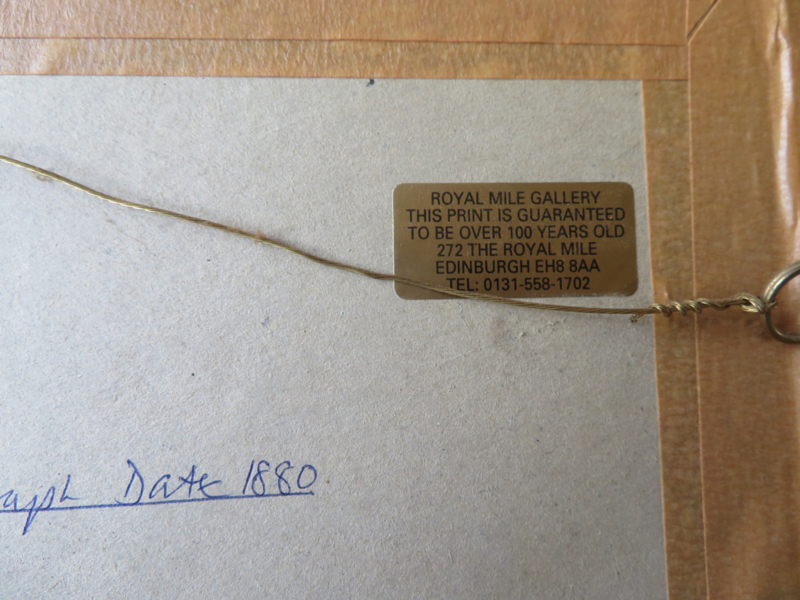 ROYAL MILE GALLERY
THIS PRINT IS GUARANTEED
TO BE OVER 100 YEARS OLD
272 THE ROYAL MILE
EDINBURGH EH8 8AA
TEL: 0131-558-1702
Date 1880